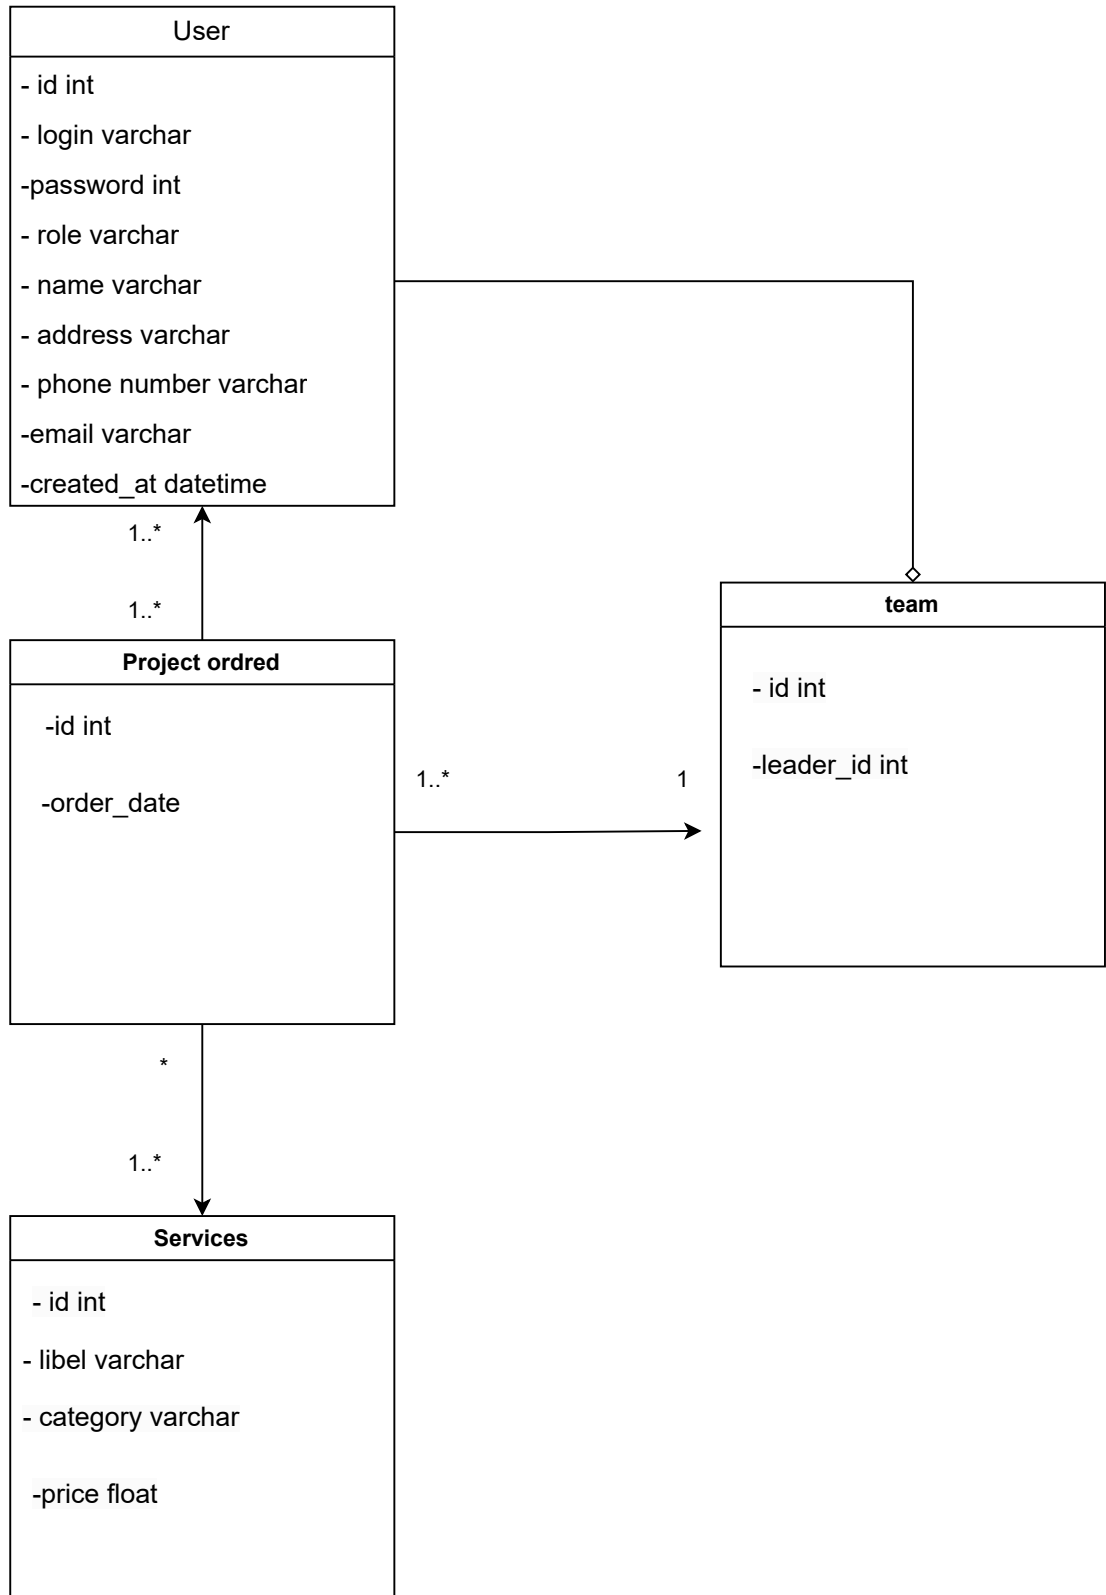 User
- id int
- login varchar
-password int
- role varchar
- name varchar
- address varchar
- phone number varchar
-email varchar
-created_at datetime
1..*
1..*
Project ordred
-id int
-order_date
1..*
1
team
- id int
-leader_id int
*
1..*
Services
- id int
- libel varchar
- category varchar
-price float